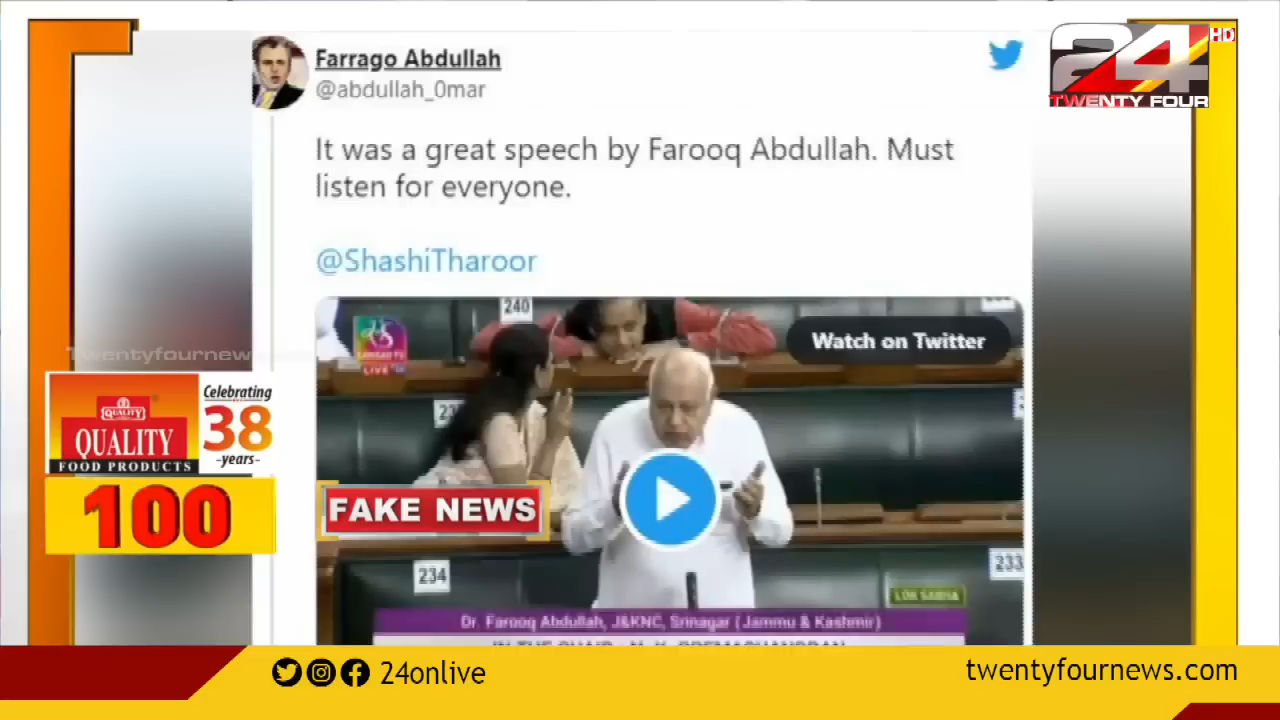 Farrago Abdullah
@abdullah_0mar
24
HD
TWENTY FOUR
It was a great speech by Farooq Abdullah. Must
listen for everyone.
@ShashiTharoor
240
Watch on Twitter
LIVE
Twentyfournew
QUALITY
QUALITY
FOOD PRODUCTS
Celebrating
38
-years-
100
FAKE NEWS
234
233
LOK SABHA
Dr. Farooq Abdullah, J&KNC, Srinagar (Jammu & Kashmir)
24onlive
twentyfournews.com